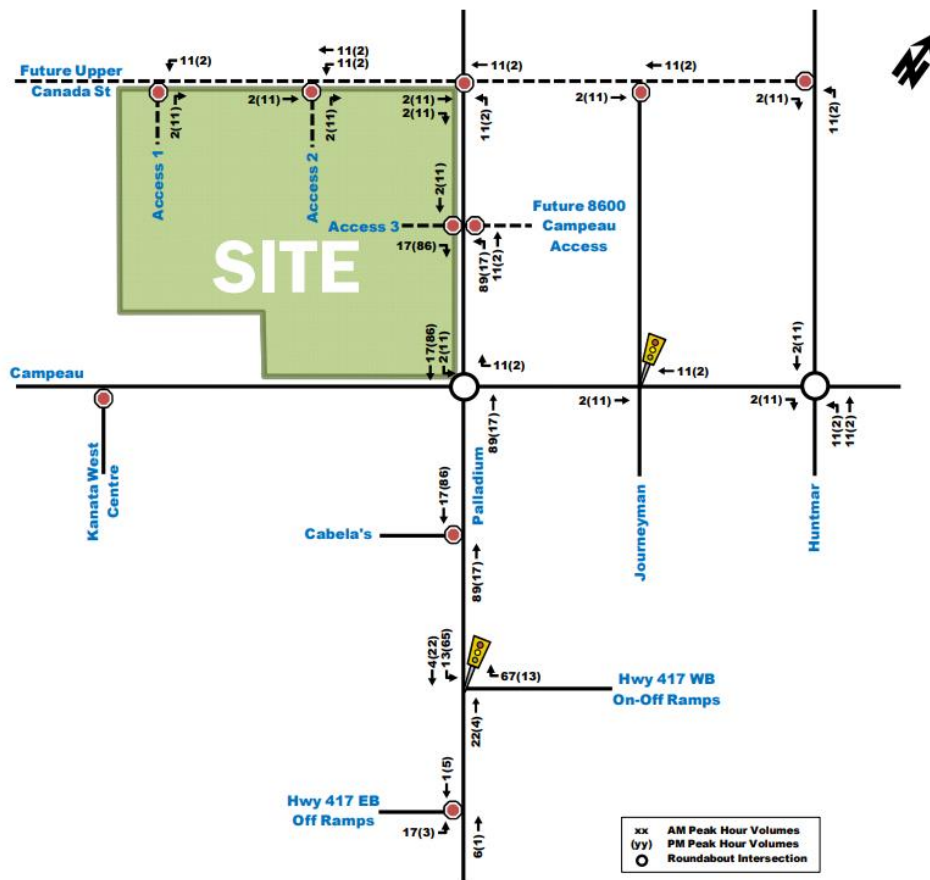 N
11(2)
11(2)
11(2)
11(2)
11(2)
Future Upper
Canada St
2(11)
2(11)
2(11)
2(11)
2(11)
11(2)
2(11)
2(11)
11(2)
Access 1
Access 2
2(11)
Access 3
Future 8600
Campeau
Access
17(86)
89(17)
11(2)
SITE
17(86)
2(11)
11(2)
2(11)
Campeau
11(2)
2(11)
2(11)
11(2)
11(2)
89(17)
Kanata West
Centre
17(86)
Palladium
Journeyman
Huntmar
Cabela's
89(17)
4(22)
13(65)
67(13)
Hwy 417 WB
On-Off Ramps
22(4)
1(5)
Hwy 417 EB
Off Ramps
17(3)
6(1)
xx AM Peak Hour Volumes
(yy) PM Peak Hour Volumes
Roundabout Intersection